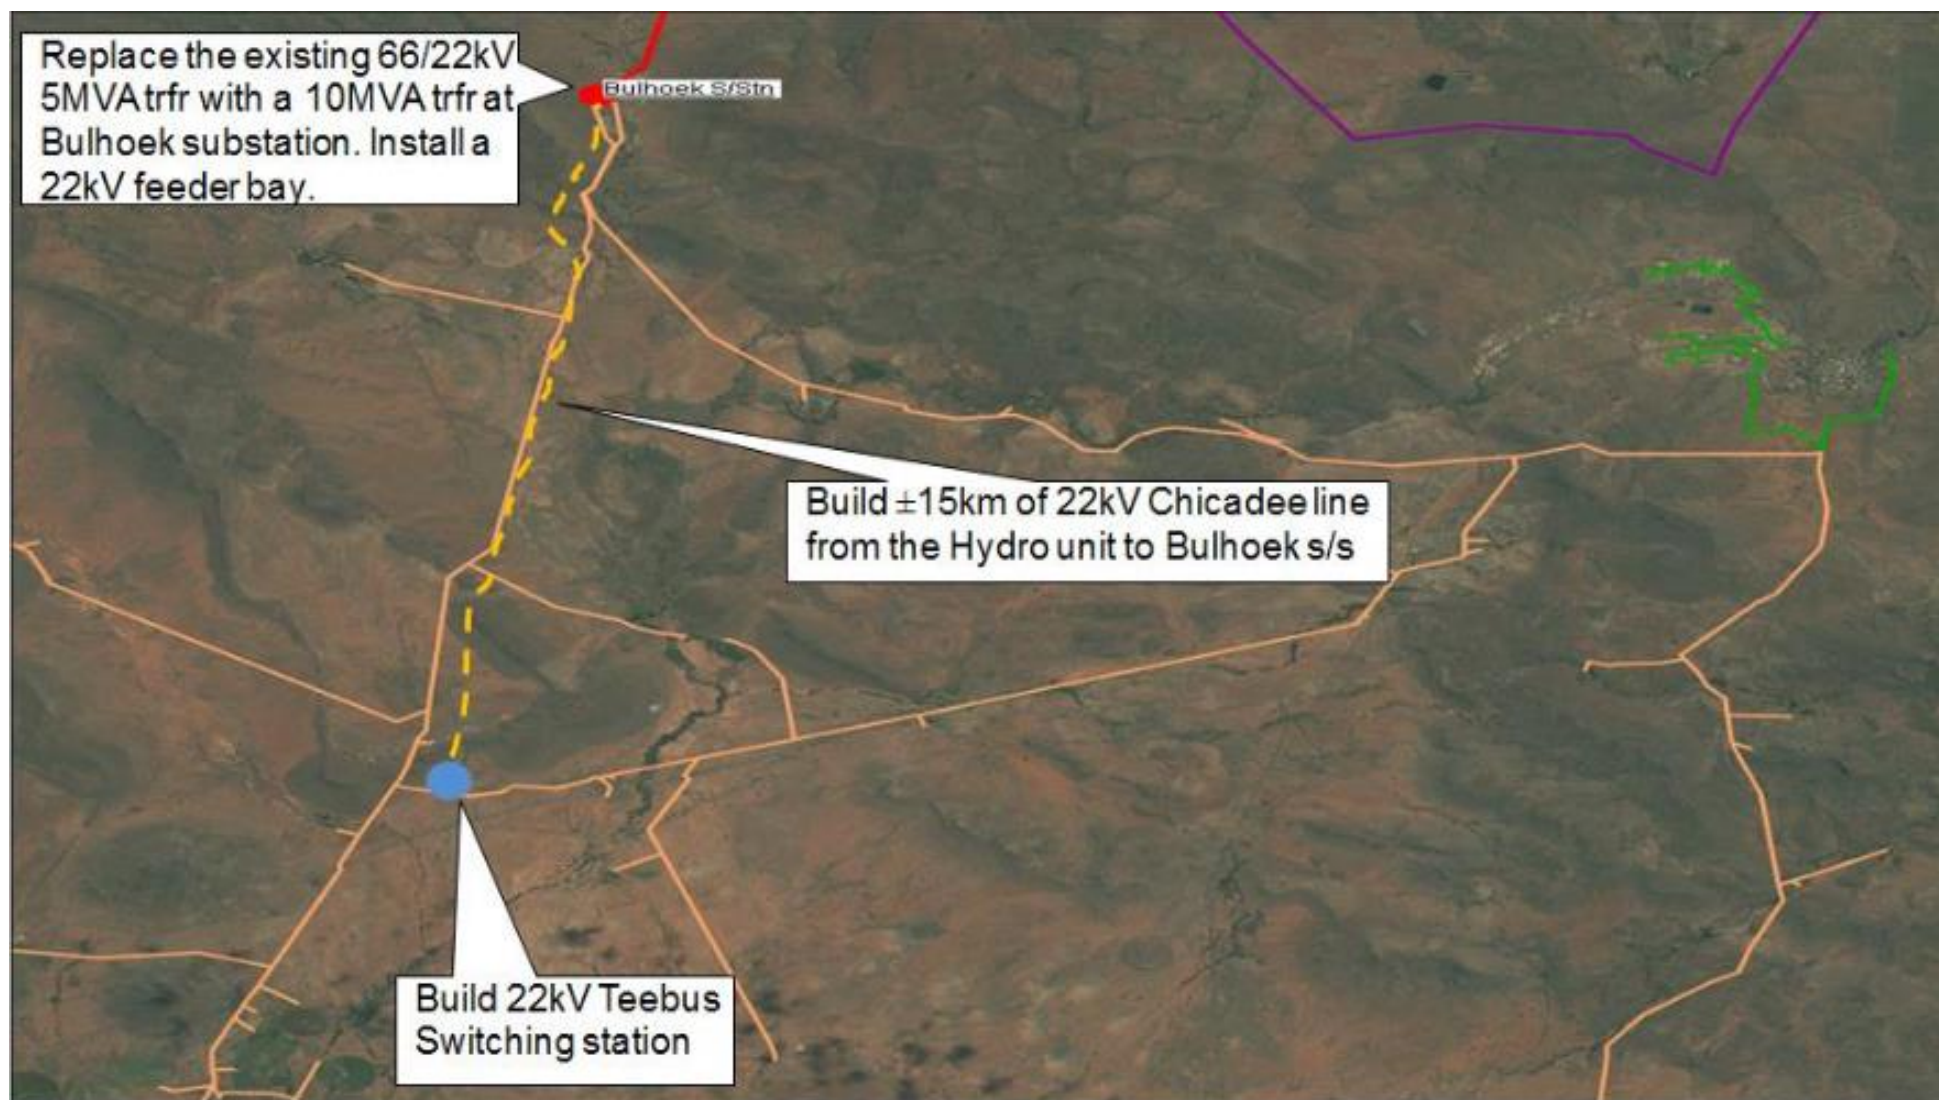 Replace the existing 66/22kV
5MVA trfr with a 10MVA trfr at
Bulhoek substation. Install a
22kV feeder bay.
Bulhoek S/Stn
Build ±15km of 22kV Chicadee line
from the Hydro unit to Bulhoek s/s
Build 22kV Teebus
Switching station